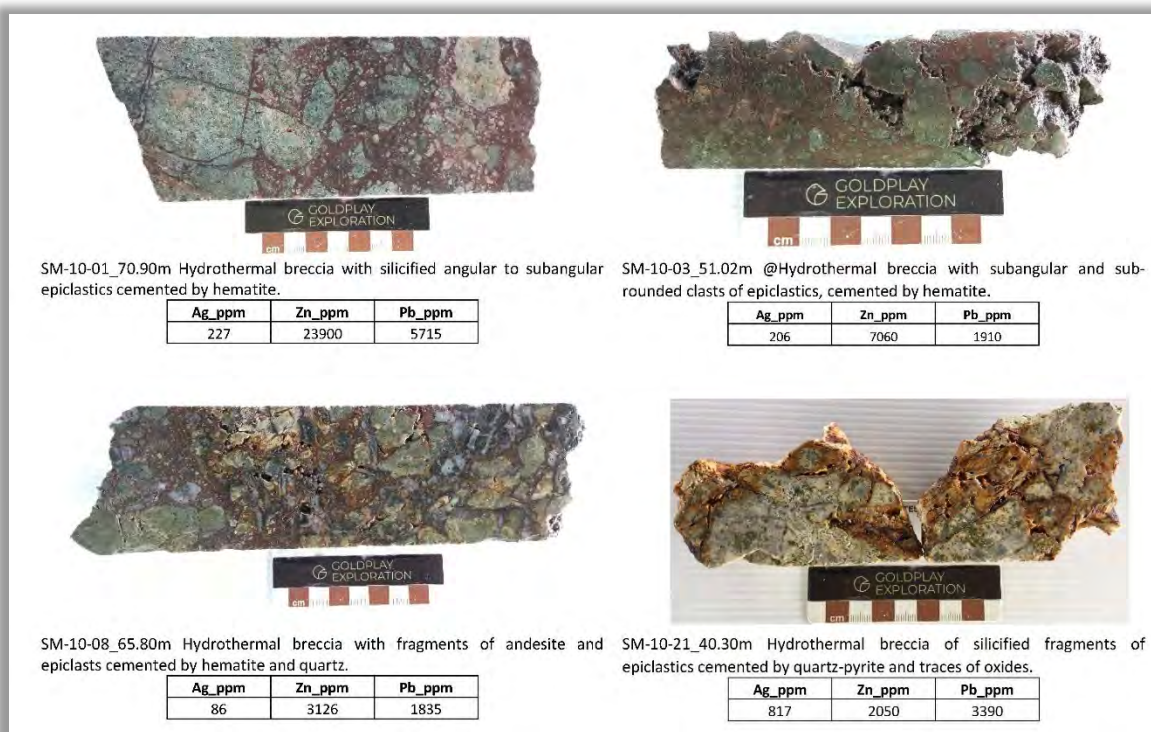 GOLDPLAY
EXPLORATION
cm
SM-10-01_70.90m Hydrothermal breccia with silicified angular to subangular
epiclastics cemented by hematite.
Ag_ppm Zn_ppm Pb_ppm
227 23900 5715
GOLDPLAY
EXPLORATION
cm
SM-10-03_51.02m @Hydrothermal breccia with subangular and sub-
rounded clasts of epiclastics, cemented by hematite.
Ag_ppm Zn_ppm Pb_ppm
206 7060 1910
GOLDPLAY
EXPLORATION
cm
SM-10-08_65.80m Hydrothermal breccia with fragments of andesite and
epiclasts cemented by hematite and quartz.
Ag_ppm Zn_ppm Pb_ppm
86 3126 1835
GOLDPLAY
EXPLORATION
cm
SM-10-21_40.30m Hydrothermal breccia of silicified fragments of
epiclastics cemented by quartz-pyrite and traces of oxides.
Ag_ppm Zn_ppm Pb_ppm
817 2050 3390